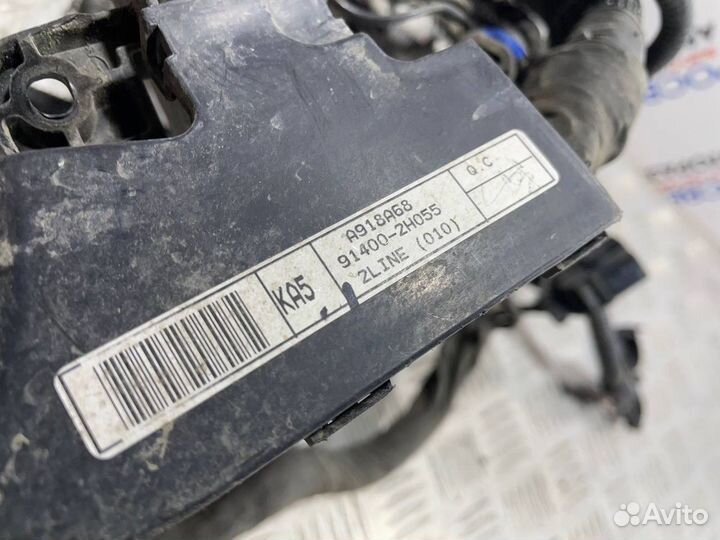 A918A68
91400-2H055
2LINE (010)
KA5
Q.C
Avito